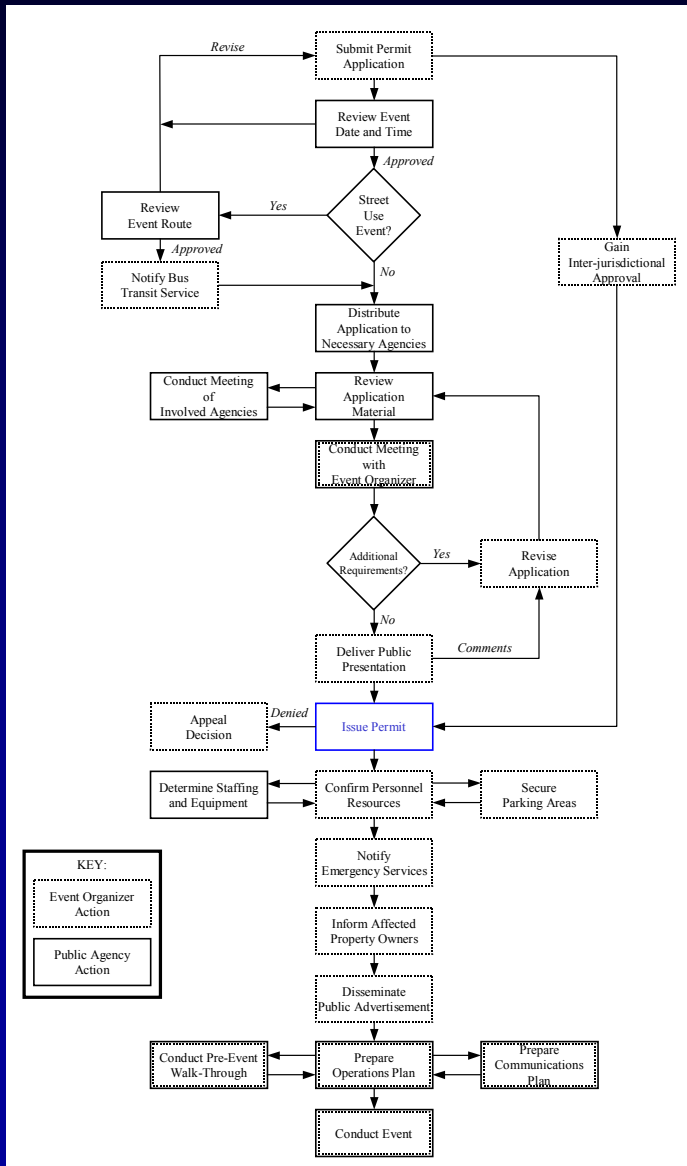 Revise
Submit Permit
Application
Review Event
Date and Time
Approved
Review
Event Route
Yes
Street
Use
Event?
Gain
Inter-jurisdictional
Approval
Approved
Notify Bus
Transit Service
No
Distribute
Application to
Necessary Agencies
Conduct Meeting
of
Involved Agencies
Review
Application
Material
Conduct Meeting
with
Event Organizer
Additional
Requirements?
Yes
Revise
Application
No
Deliver Public
Presentation
Comments
Appeal
Decision
Denied
Issue Permit
Determine Staffing
and Equipment
Confirm Personnel
Resources
Secure
Parking Areas
Notify
Emergency Services
KEY:
Event Organizer
Action
Public Agency
Action
Inform Affected
Property Owners
Disseminate
Public Advertisement
Conduct Pre-Event
Walk-Through
Prepare
Operations Plan
Prepare
Communications
Plan
Conduct Event